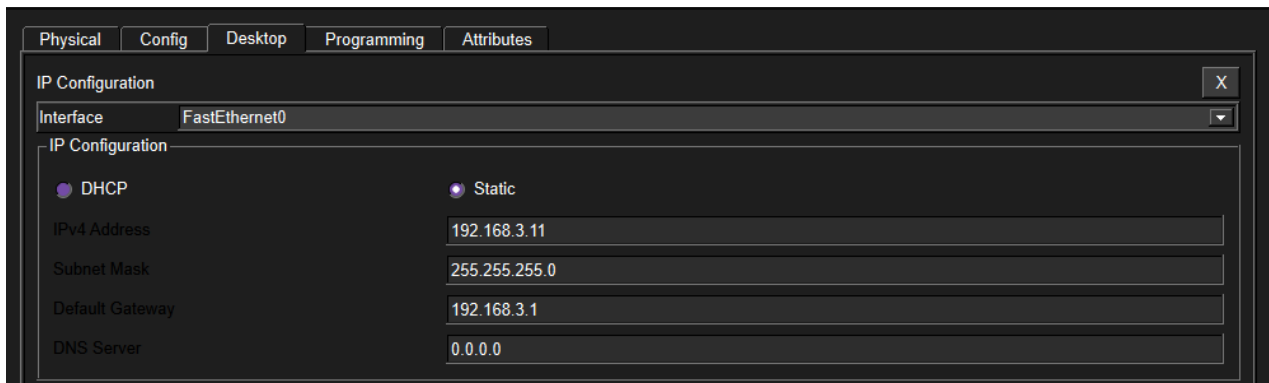 Physical Config Desktop Programming Attributes
IP Configuration X
Interface FastEthernet0
IP Configuration
DHCP Static
IPv4 Address 192.168.3.11
Subnet Mask 255.255.255.0
Default Gateway 192.168.3.1
DNS Server 0.0.0.0